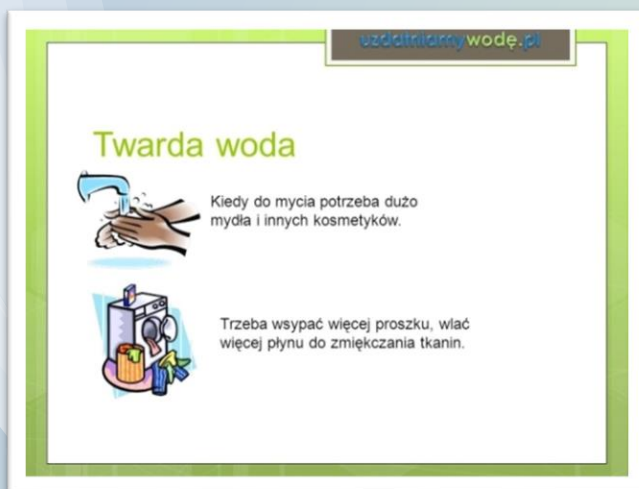 uzdatniamywodę.pl
Twarda woda
Kiedy do mycia potrzeba dużo
mydła i innych kosmetyków.
Trzeba wsypać więcej proszku, wlać
więcej płynu do zmiękczania tkanin.